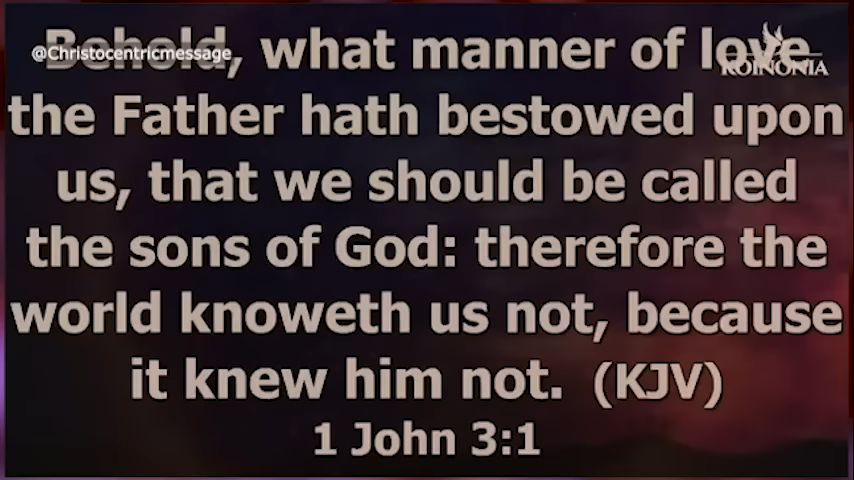 @Christocentricmessage
KOINONIA
Behold, what manner of love
the Father hath bestowed upon
us, that we should be called
the sons of God: therefore the
world knoweth us not, because
it knew him not. (KJV)
1 John 3:1